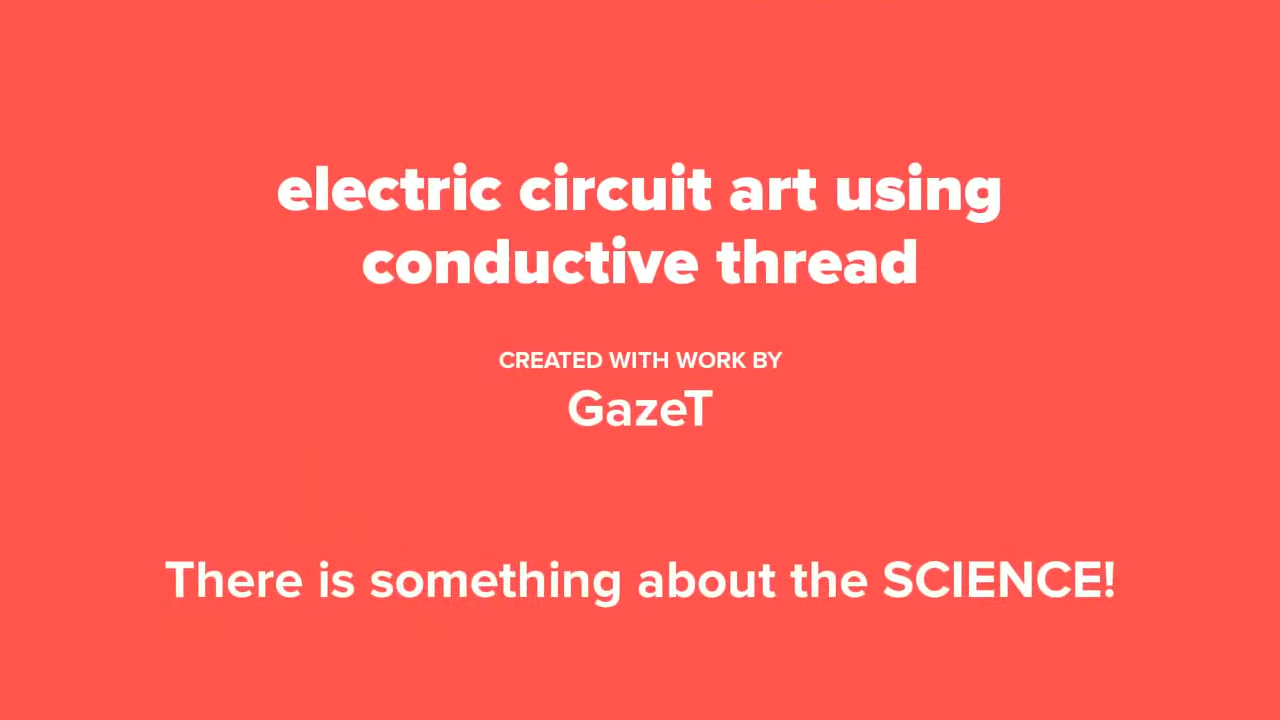 electric circuit art using
conductive thread
CREATED WITH WORK BY
GazeT
There is something about the SCIENCE!